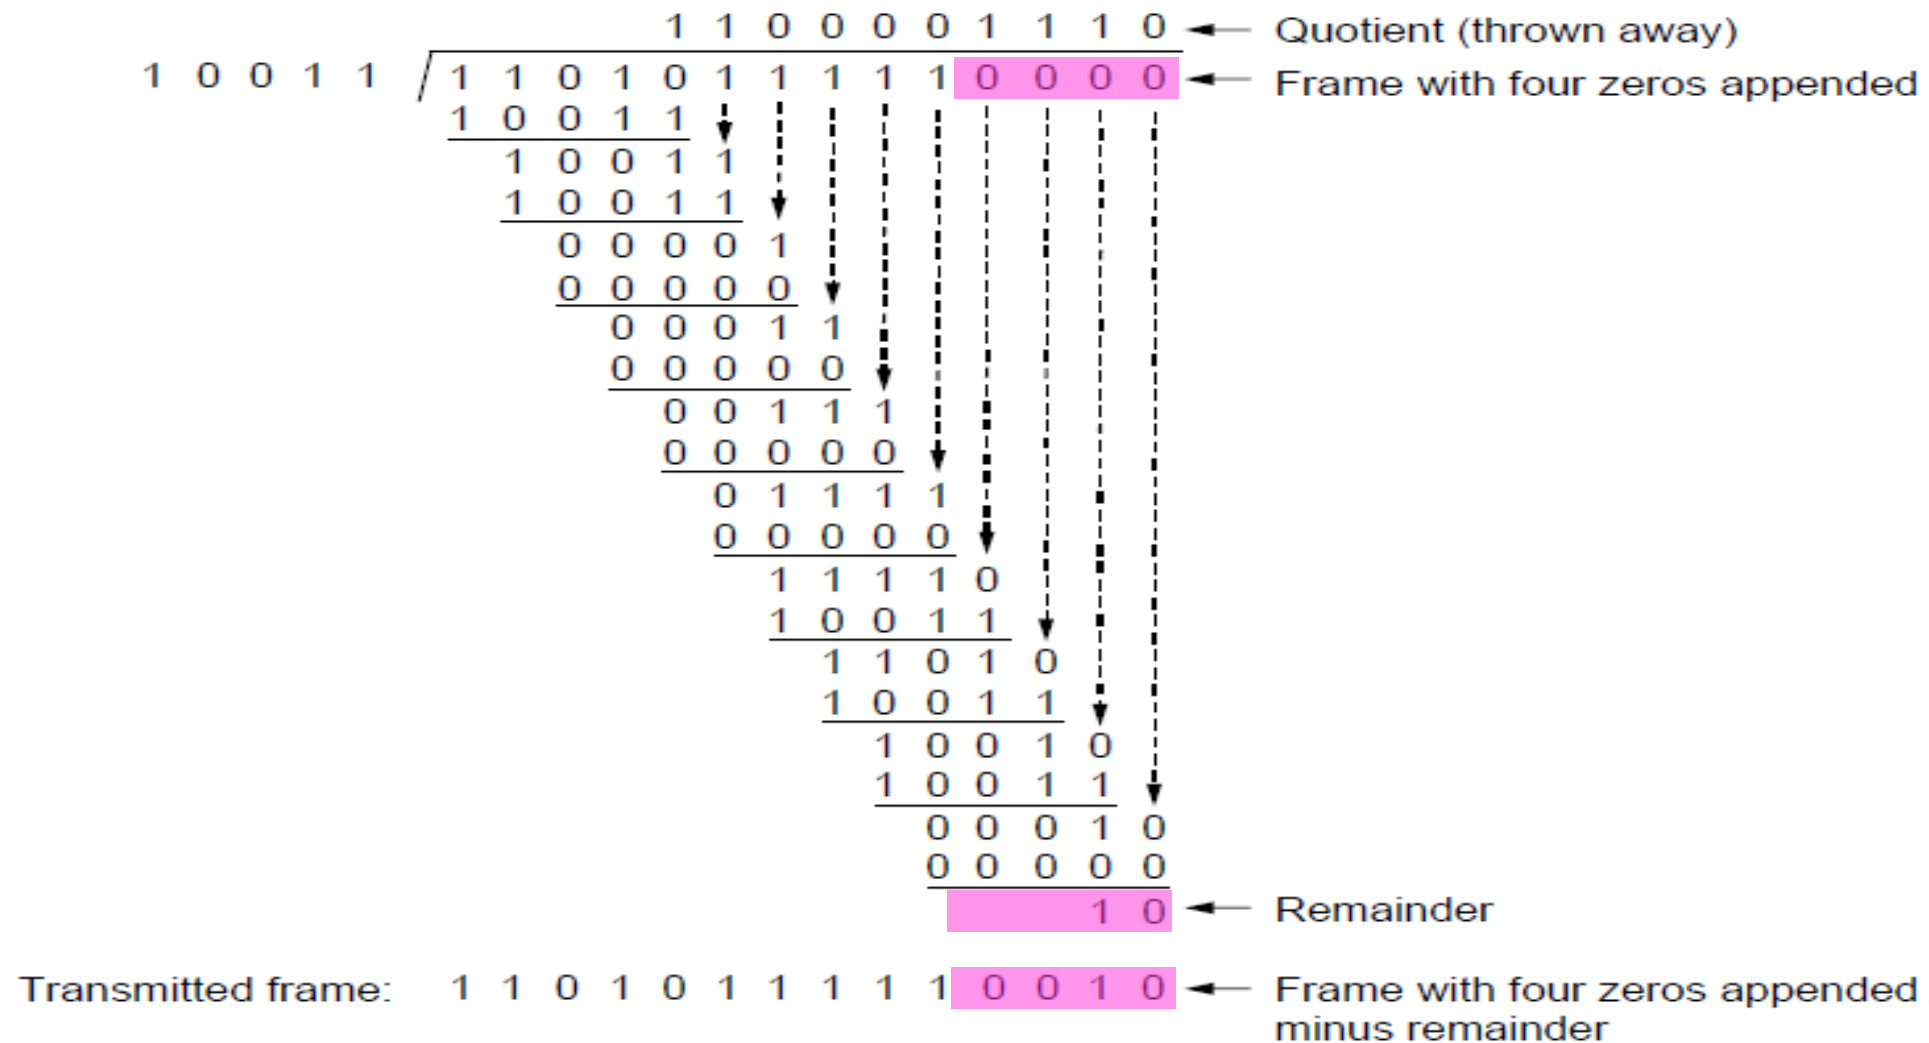 1 1 0 0 0 0 1 1 1 0 Quotient (thrown away)
1 0 0 1 1 1 1 0 1 0 1 1 1 1 1 0 0 0 0 Frame with four zeros appended
1 0 0 1 1
1 0 0 1 1
1 0 0 1 1
0 0 0 0 1
0 0 0 0 0
0 0 0 1 1
0 0 0 0 0
0 0 1 1 1
0 0 0 0 0
0 1 1 1 1
0 0 0 0 0
1 1 1 1 0
1 0 0 1 1
1 1 0 1 0
1 0 0 1 1
1 0 0 1 0
1 0 0 1 1
0 0 0 1 0
0 0 0 0 0
1 0 Remainder
Transmitted frame: 1 1 0 1 0 1 1 1 1 1 0 0 1 0 Frame with four zeros appended
minus remainder